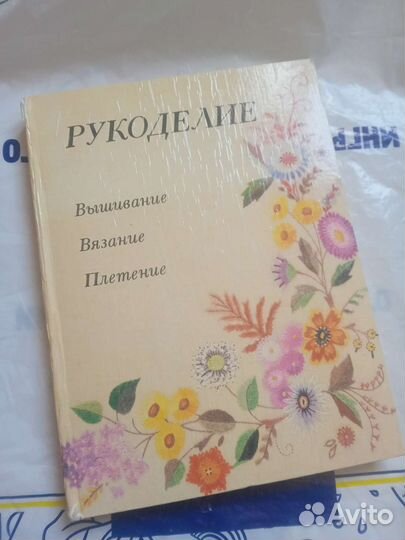 РУКОДЕЛИЕ
Вышивание
Вязание
Плетение
Avito